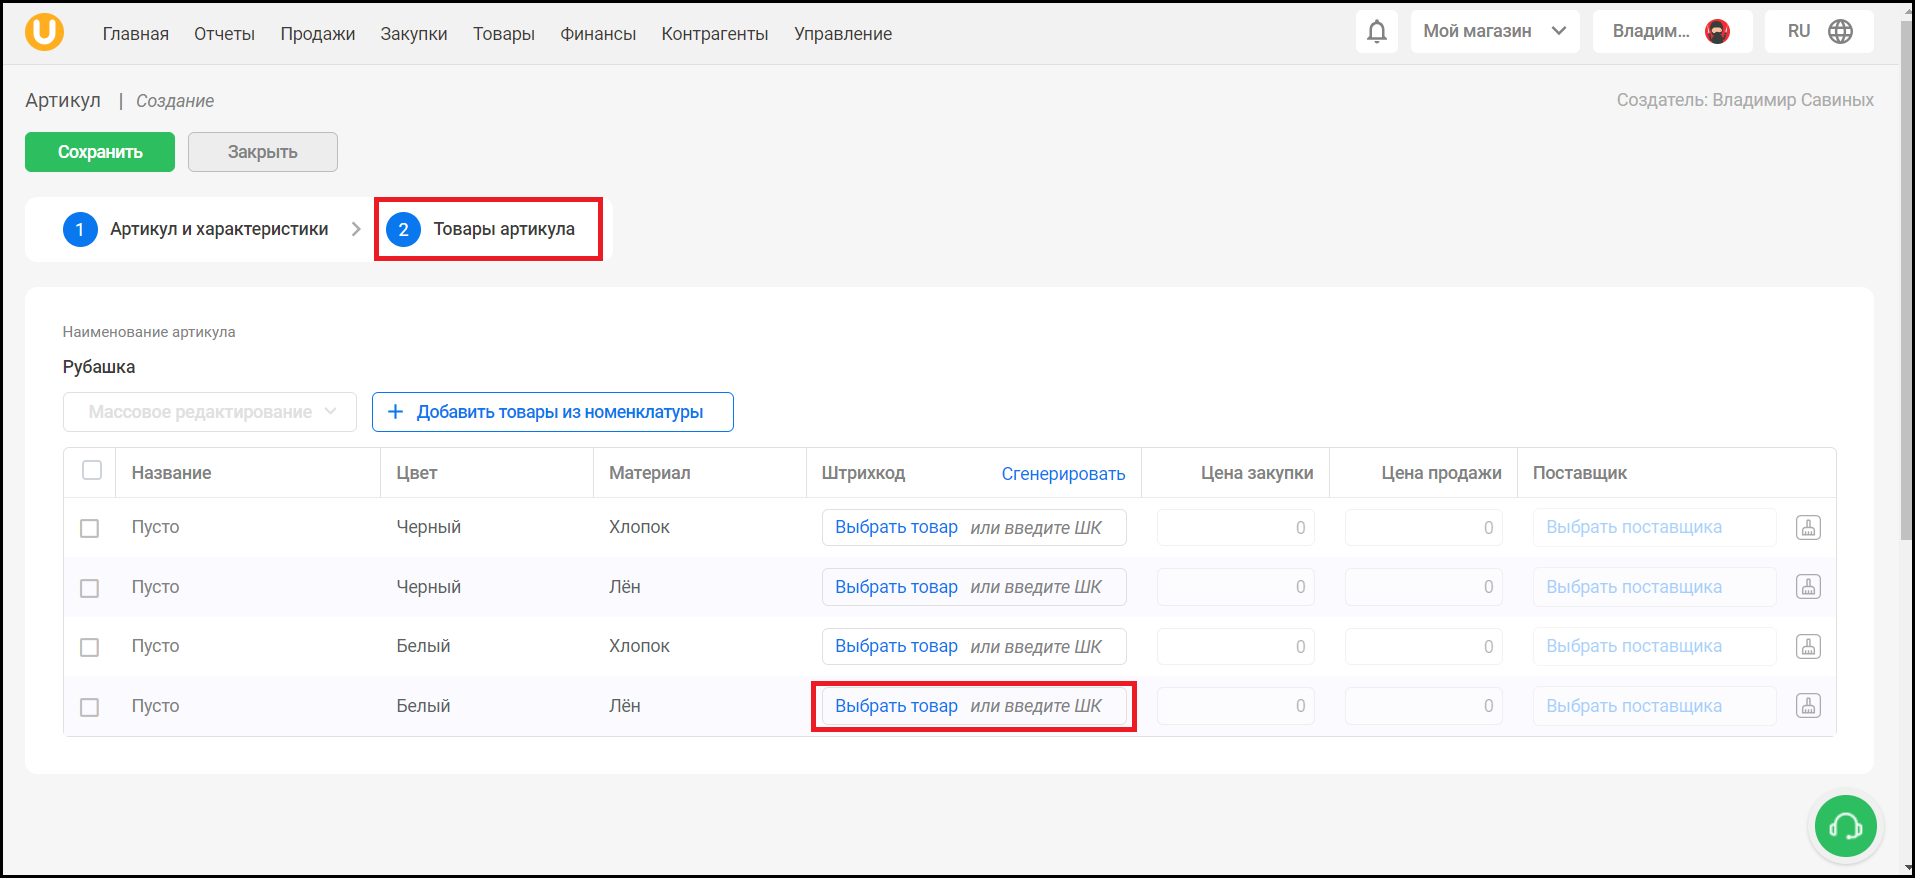 Главная Отчеты Продажи Закупки Товары Финансы Контрагенты Управление Мой магазин Владим... RU
Артикул | Создание Создатель: Владимир Савиных
Сохранить Закрыть
1 Артикул и характеристики 2 Товары артикула
Наименование артикула
Рубашка
Массовое редактирование + Добавить товары из номенклатуры
Название Цвет Материал Штрихкод Сгенерировать Цена закупки Цена продажи Поставщик
Пусто Черный Хлопок Выбрать товар или введите ШК 0 0 Выбрать поставщика
Пусто Черный Лён Выбрать товар или введите ШК 0 0 Выбрать поставщика
Пусто Белый Хлопок Выбрать товар или введите ШК 0 0 Выбрать поставщика
Пусто Белый Лён Выбрать товар или введите ШК 0 0 Выбрать поставщика